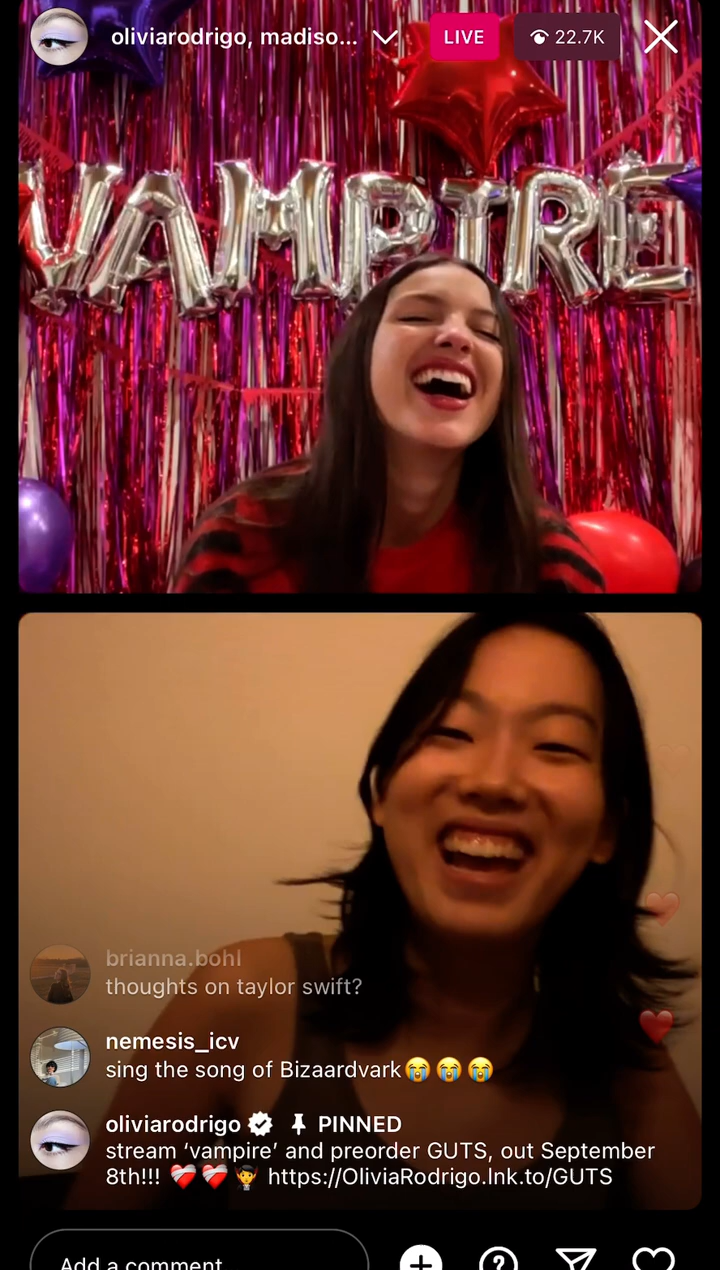 oliviarodrigo, madiso...
LIVE
22.7K
VAMPIRE
brianna.bohl
thoughts on taylor swift?
nemesis_icv
sing the song of Bizaardvark😭😭😭
oliviarodrigo PINNED
stream ‘vampire’ and preorder GUTS, out September
8th!!! ❤️‍🩹❤️‍🩹🧝‍♀️ https://OliviaRodrigo.lnk.to/GUTS
Add a comment